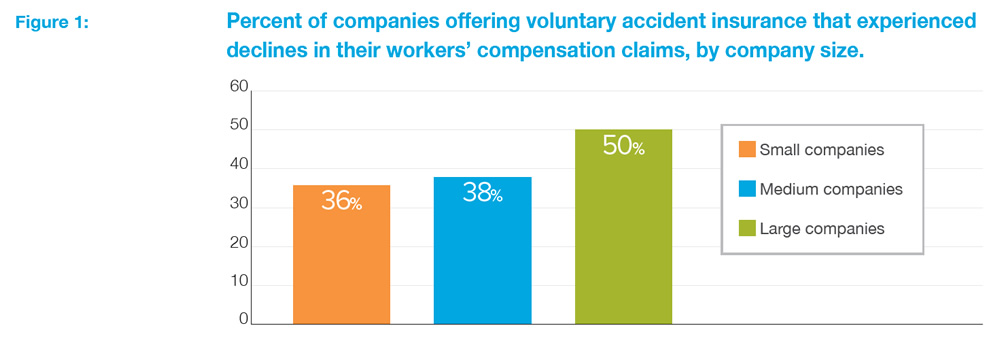 Figure 1:
Percent of companies offering voluntary accident insurance that experienced
declines in their workers’ compensation claims, by company size.
60
50
40
30
20
10
0
36%
38%
50%
Small companies
Medium companies
Large companies